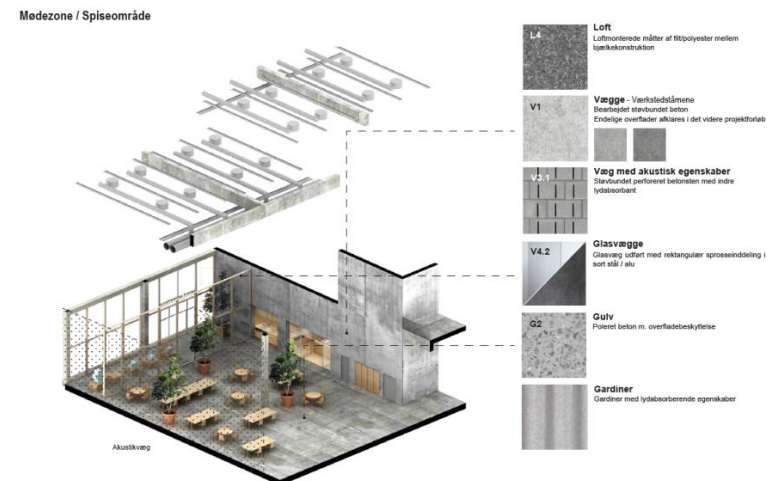 Mødezone / Spiseområde
L4
Loft
Loftmonterede måtter af filt/polyester mellem
bjælkekonstruktion
V1
Vægge - Værkstedstårnene
Bearbejdet støvbundet beton
Endelige overflader afklares i det videre projektforløb
V3.1
Væg med akustisk egenskaber
Støvbundet perforeret betonsten med indre
lydabsorbant
V4.2
Glasvægge
Glasvæg udført med rektangulær sprosseinddeling i
sort stål / alu
G2
Gulv
Poleret beton m. overfladebeskyttelse
Gardiner
Gardiner med lydabsorberende egenskaber
Akustikvæg